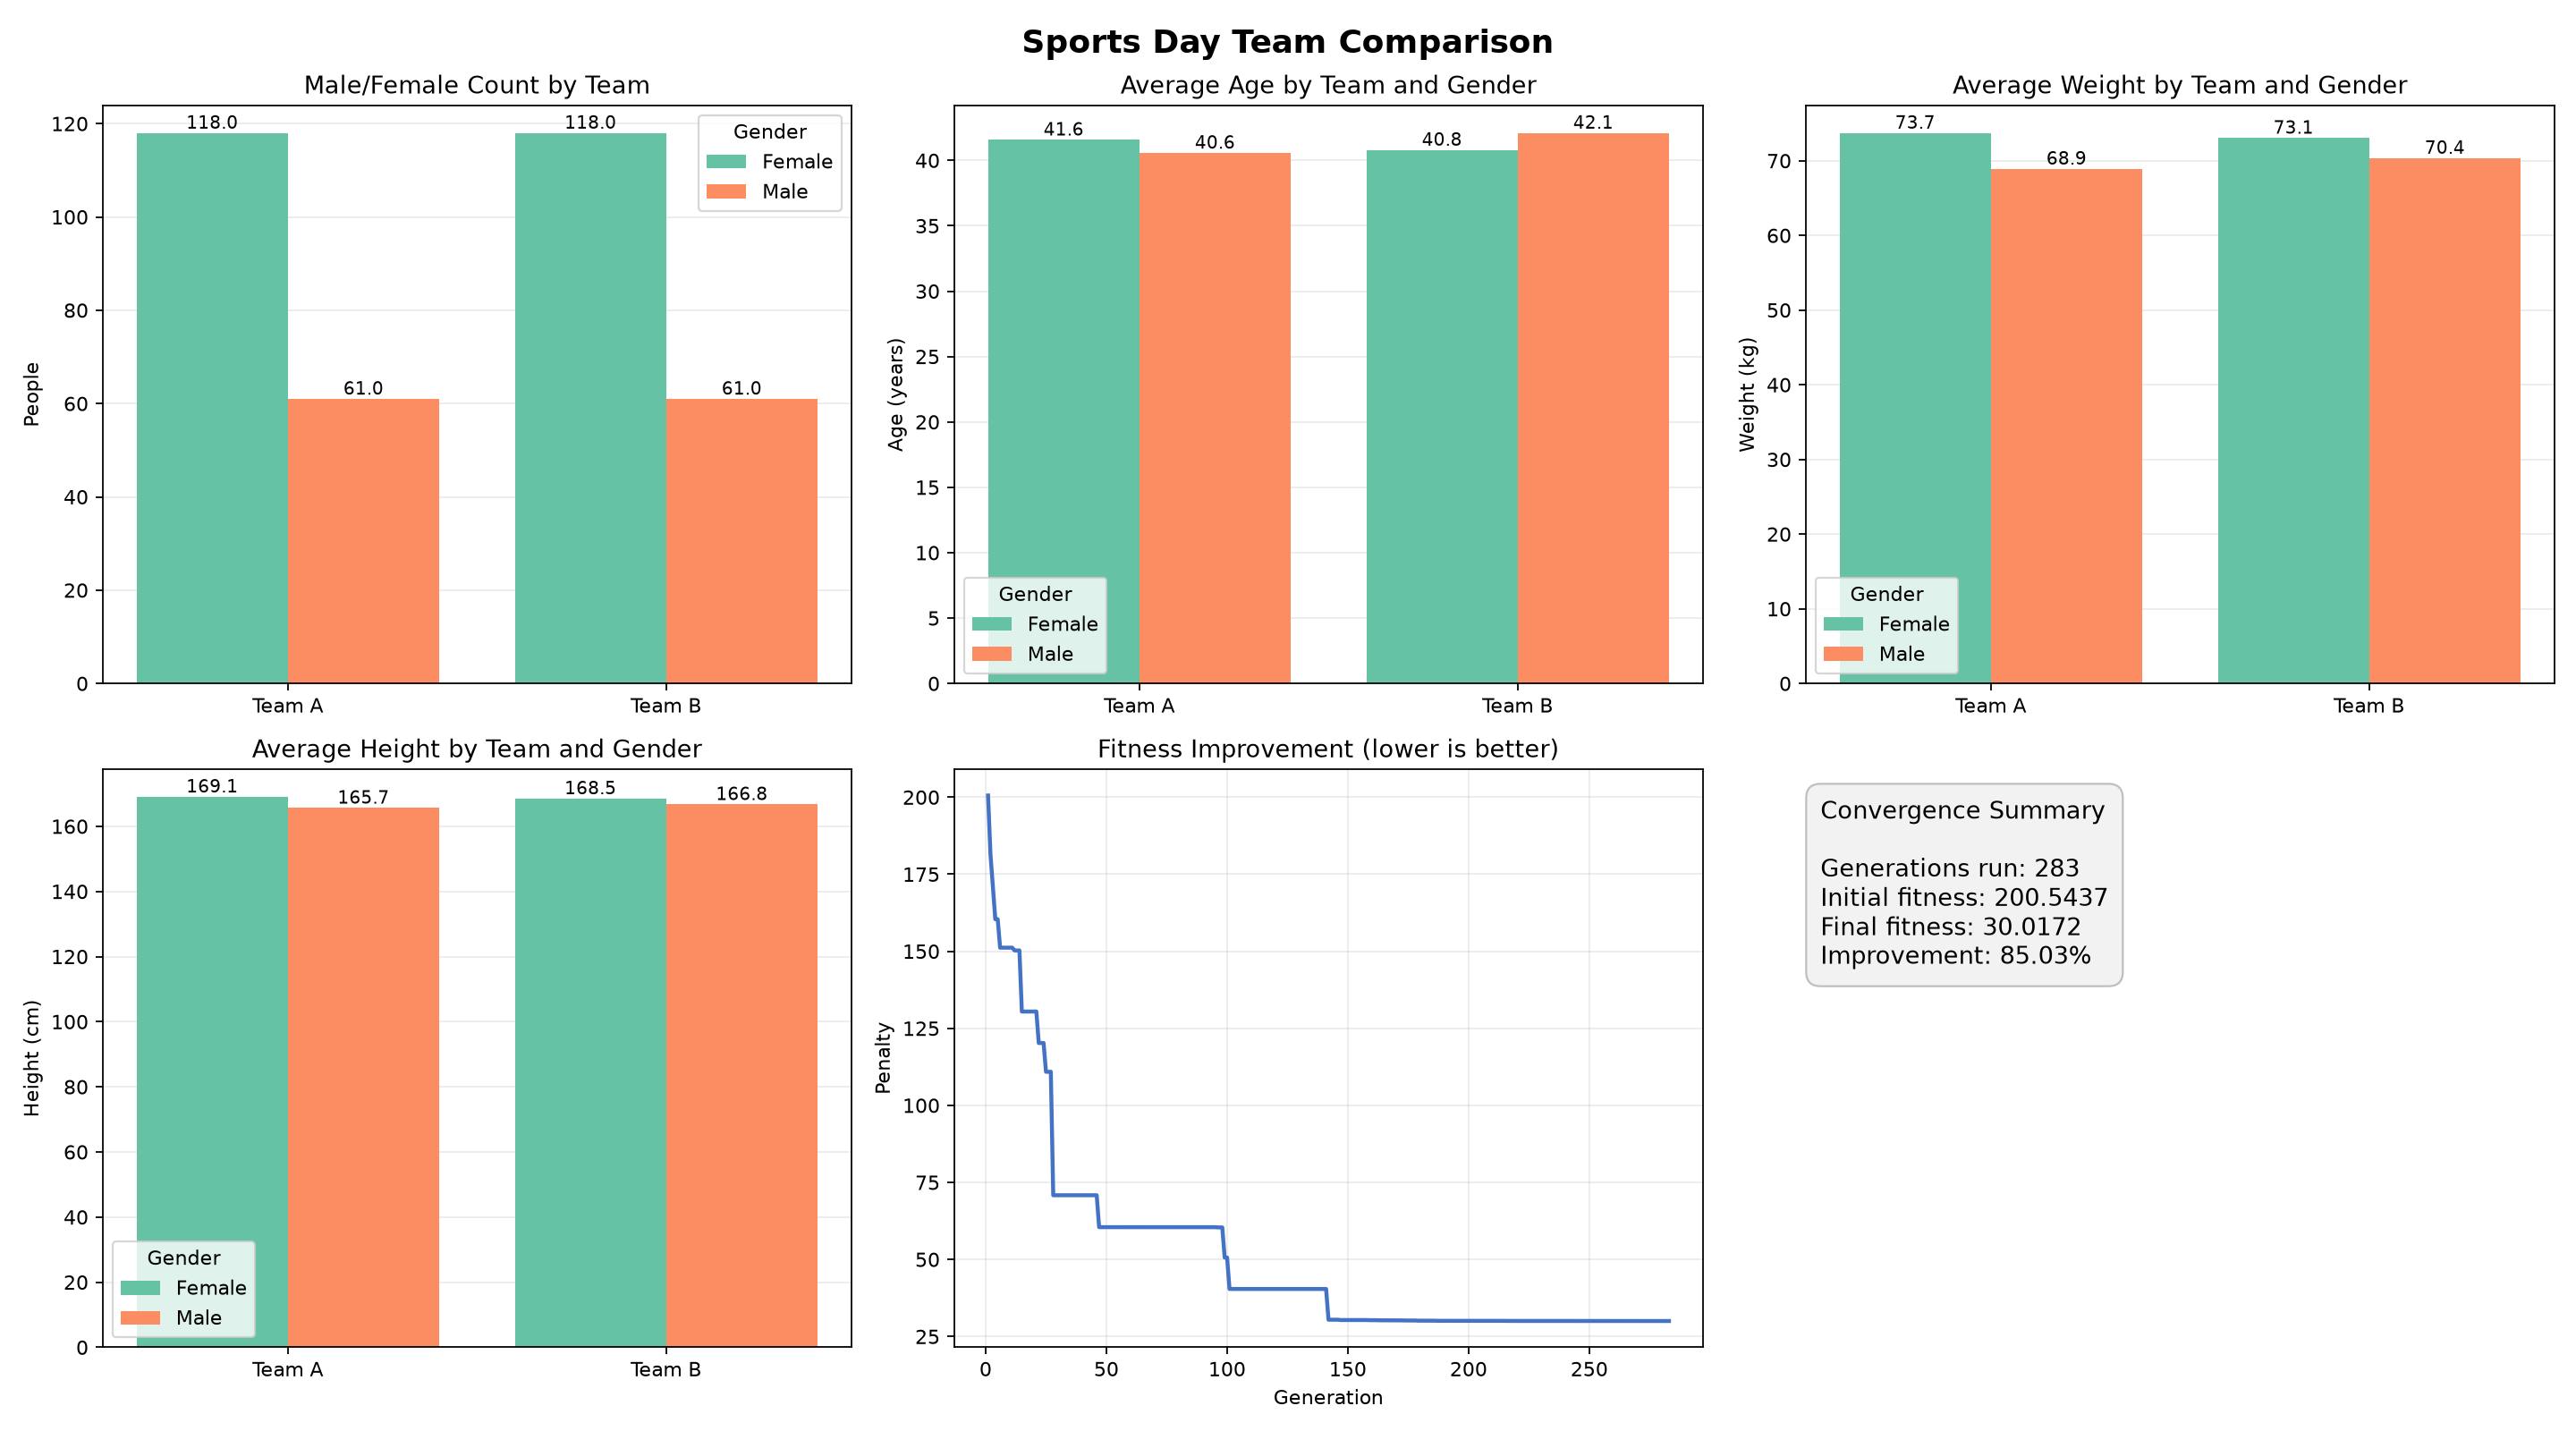 Sports Day Team Comparison
Male/Female Count by Team
People
120
100
80
60
40
20
0
118.0
61.0
118.0
61.0
Gender
Female
Male
Team A
Team B
Average Age by Team and Gender
Age (years)
40
35
30
25
20
15
10
5
0
41.6
40.6
40.8
42.1
Gender
Female
Male
Team A
Team B
Average Weight by Team and Gender
Weight (kg)
70
60
50
40
30
20
10
0
73.7
68.9
73.1
70.4
Gender
Female
Male
Team A
Team B
Average Height by Team and Gender
Height (cm)
160
140
120
100
80
60
40
20
0
169.1
165.7
168.5
166.8
Gender
Female
Male
Team A
Team B
Fitness Improvement (lower is better)
Penalty
200
175
150
125
100
75
50
25
0
50
100
150
200
250
Generation
Convergence Summary
Generations run: 283
Initial fitness: 200.5437
Final fitness: 30.0172
Improvement: 85.03%